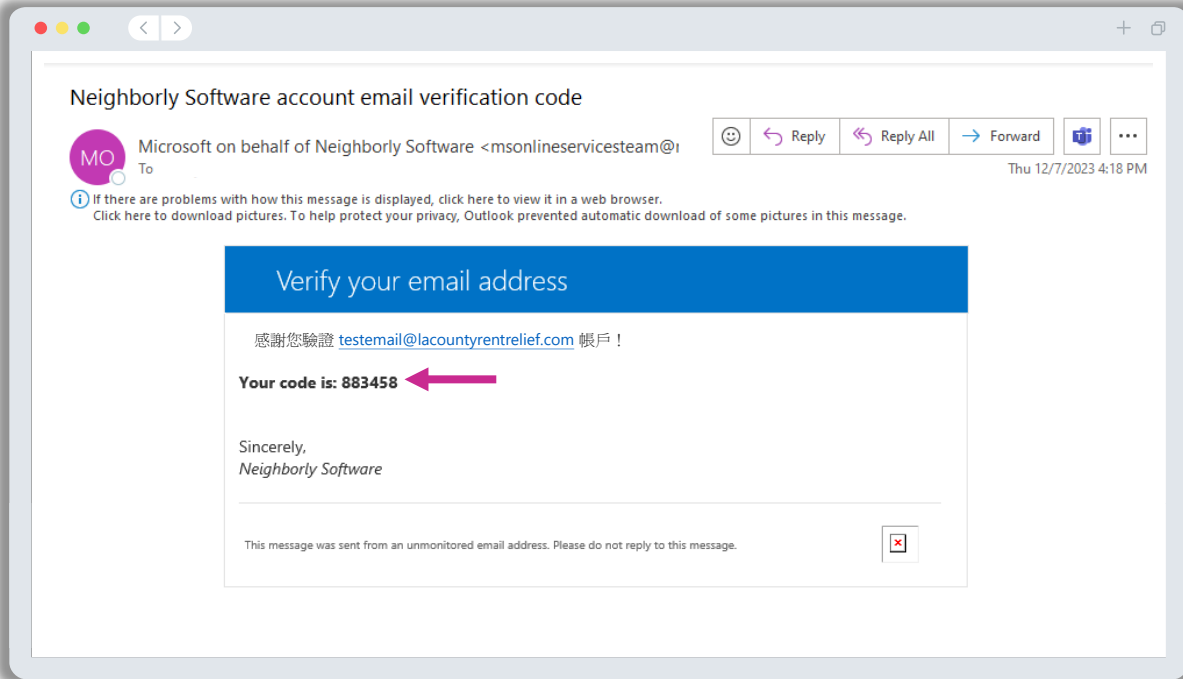 Neighborly Software account email verification code
MO
Microsoft on behalf of Neighborly Software <msonlineservicesteam@
Reply
Reply All
Forward
To
Thu 12/7/2023 4:18 PM
If there are problems with how this message is displayed, click here to view it in a web browser.
Click here to download pictures. To help protect your privacy, Outlook prevented automatic download of some pictures in this message.
Verify your email address
感謝您驗證 testemail@lacountyrentrelief.com 帳戶！
Your code is: 883458
Sincerely,
Neighborly Software
This message was sent from an unmonitored email address. Please do not reply to this message.